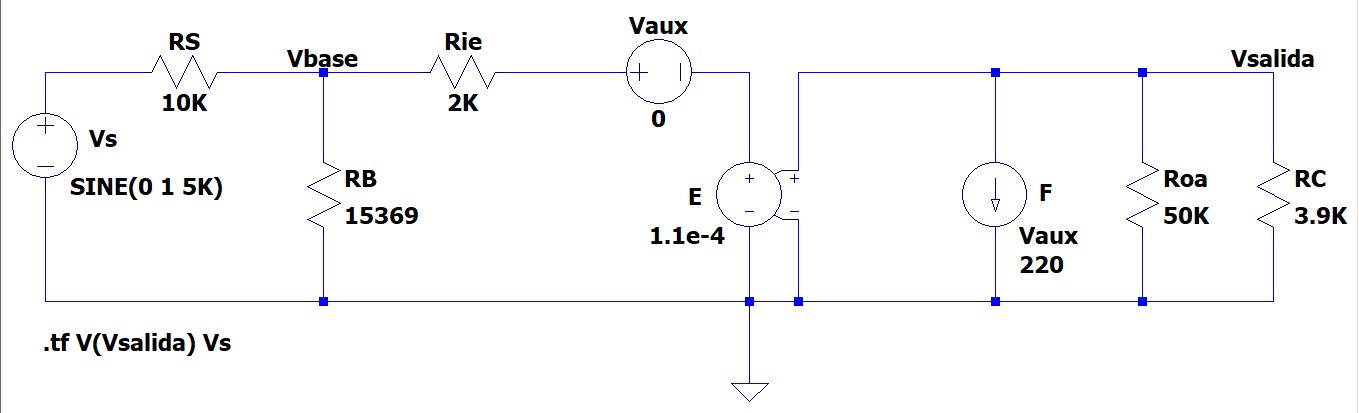 RS
10K
Vbase
Rie
2K
Vaux
0
Vsalida
Vs
SINE(0 1 5K)
RB
15369
E
1.1e-4
F
Vaux
220
Roa
50K
RC
3.9K
.tf V(Vsalida) Vs